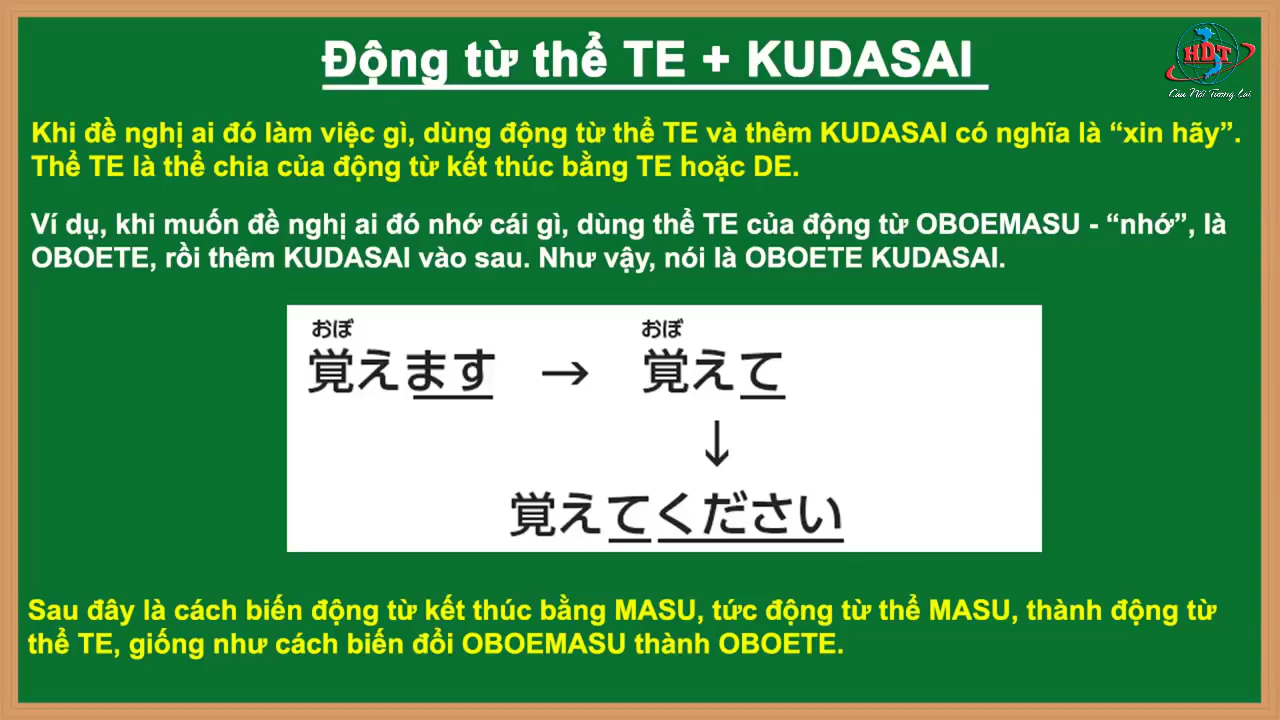 Động từ thể TE + KUDASAI
HDT
Cầu Nối Tương Lai
Khi đề nghị ai đó làm việc gì, dùng động từ thể TE và thêm KUDASAI có nghĩa là “xin hãy”.
Thể TE là thể chia của động từ kết thúc bằng TE hoặc DE.
Ví dụ, khi muốn đề nghị ai đó nhớ cái gì, dùng thể TE của động từ OBOEMASU - “nhớ”, là
OBOETE, rồi thêm KUDASAI vào sau. Như vậy, nói là OBOETE KUDASAI.
おぼ おぼ
覚えます → 覚えて
↓
覚えてください
Sau đây là cách biến động từ kết thúc bằng MASU, tức động từ thể MASU, thành động từ
thể TE, giống như cách biến đổi OBOEMASU thành OBOETE.